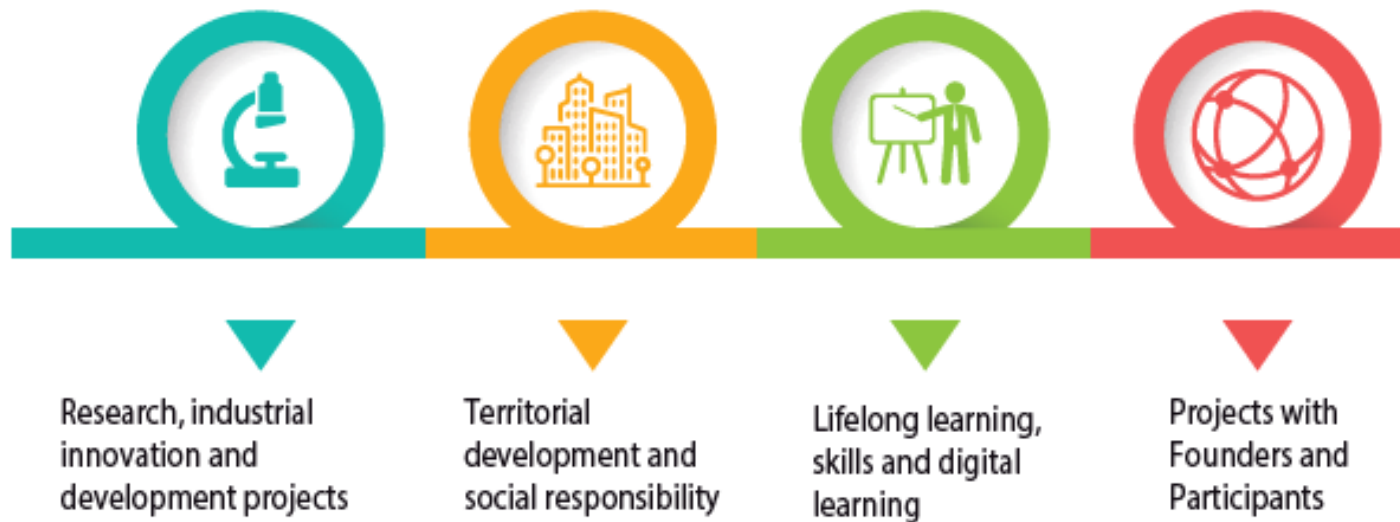 Research, industrial
innovation and
development projects
Territorial
development and
social responsibility
Lifelong learning,
skills and digital
learning
Projects with
Founders and
Participants